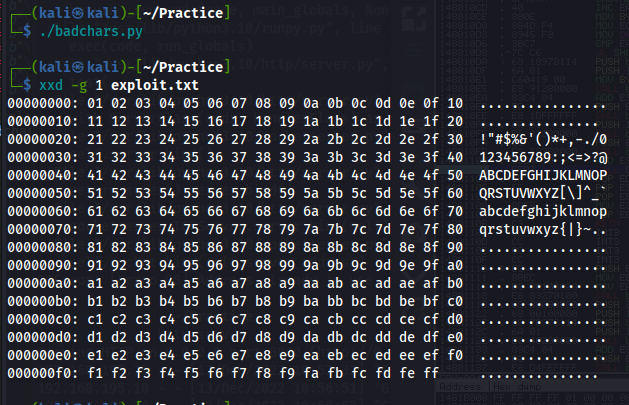 (kali㉿kali)-[~/Practice]
$ ./badchars.py
(kali㉿kali)-[~/Practice]
$ xxd -g 1 exploit.txt
00000000: 01 02 03 04 05 06 07 08 09 0a 0b 0c 0d 0e 0f 10 ................
00000010: 11 12 13 14 15 16 17 18 19 1a 1b 1c 1d 1e 1f 20 ...............
00000020: 21 22 23 24 25 26 27 28 29 2a 2b 2c 2d 2e 2f 30 !"#$%&'()*+,-./0
00000030: 31 32 33 34 35 36 37 38 39 3a 3b 3c 3d 3e 3f 40 123456789:;<=>?@
00000040: 41 42 43 44 45 46 47 48 49 4a 4b 4c 4d 4e 4f 50 ABCDEFGHIJKLMNOP
00000050: 51 52 53 54 55 56 57 58 59 5a 5b 5c 5d 5e 5f 60 QRSTUVWXYZ[\]^_`
00000060: 61 62 63 64 65 66 67 68 69 6a 6b 6c 6d 6e 6f 70 abcdefghijklmnop
00000070: 71 72 73 74 75 76 77 78 79 7a 7b 7c 7d 7e 7f 80 qrstuvwxyz{|}~..
00000080: 81 82 83 84 85 86 87 88 89 8a 8b 8c 8d 8e 8f 90 ................
00000090: 91 92 93 94 95 96 97 98 99 9a 9b 9c 9d 9e 9f a0 ................
000000a0: a1 a2 a3 a4 a5 a6 a7 a8 a9 aa ab ac ad ae af b0 ................
000000b0: b1 b2 b3 b4 b5 b6 b7 b8 b9 ba bb bc bd be bf c0 ................
000000c0: c1 c2 c3 c4 c5 c6 c7 c8 c9 ca cb cc cd ce cf d0 ................
000000d0: d1 d2 d3 d4 d5 d6 d7 d8 d9 da db dc dd de df e0 ................
000000e0: e1 e2 e3 e4 e5 e6 e7 e8 e9 ea eb ec ed ee ef f0 ................
000000f0: f1 f2 f3 f4 f5 f6 f7 f8 f9 fa fb fc fd fe ff ...............